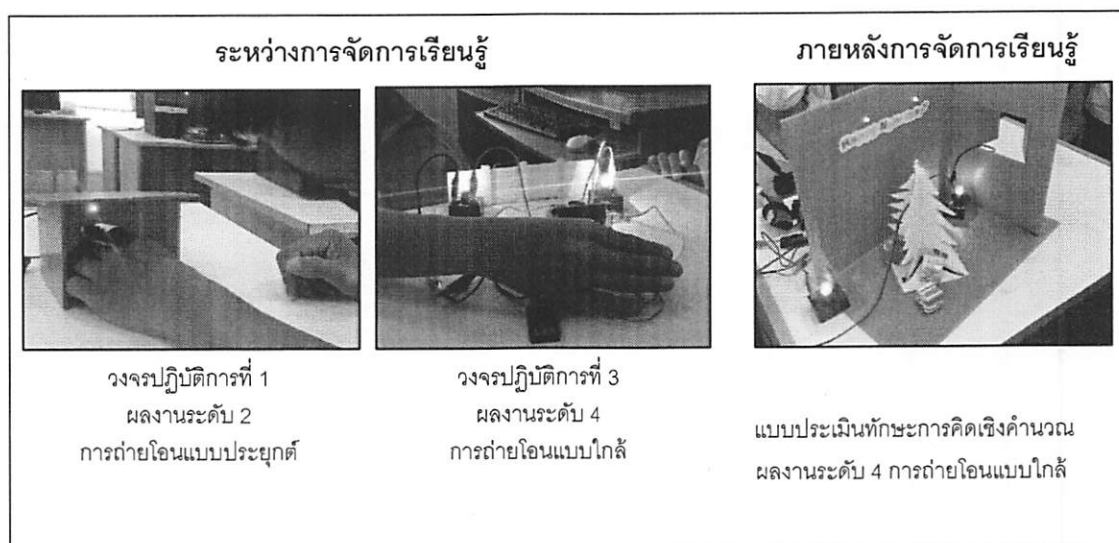 ระหว่างการจัดการเรียนรู้
ภายหลังการจัดการเรียนรู้
วงจรปฏิบัติการที่ 1
ผลงานระดับ 2
การถ่ายโอนแบบประยุกต์
วงจรปฏิบัติการที่ 3
ผลงานระดับ 4
การถ่ายโอนแบบใกล้
แบบประเมินทักษะการคิดเชิงคำนวณ
ผลงานระดับ 4 การถ่ายโอนแบบใกล้